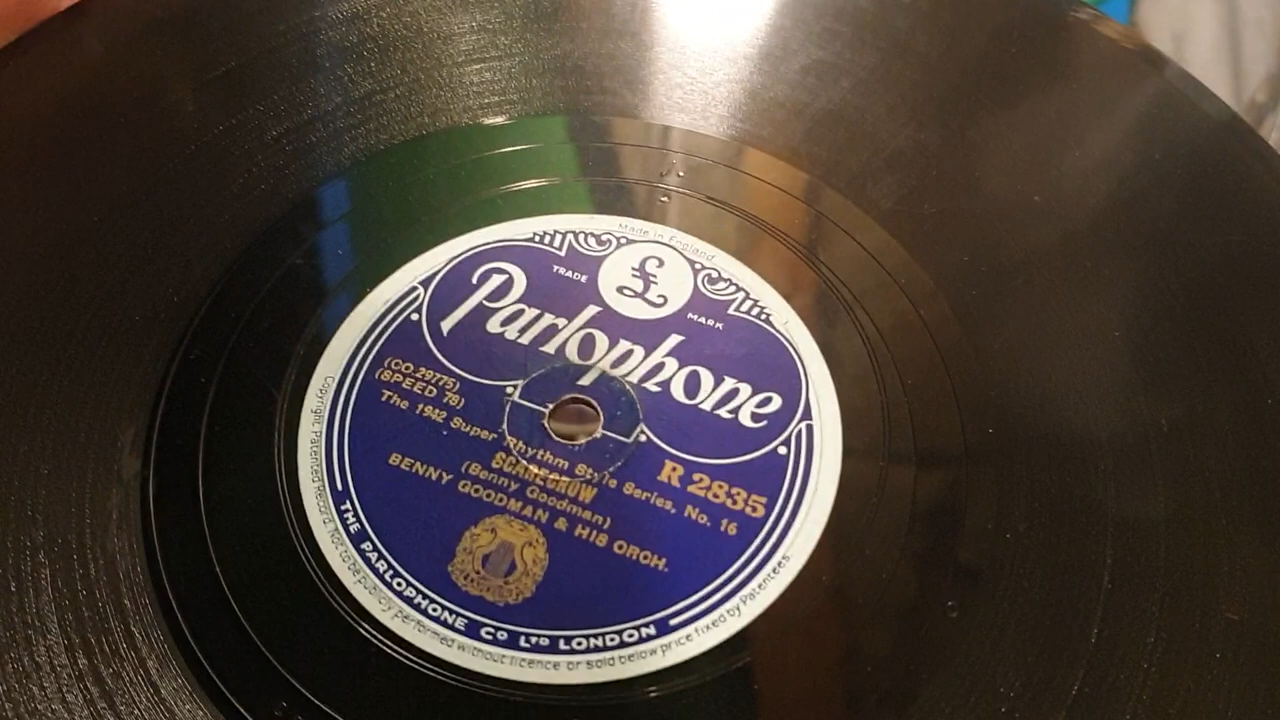 Made in England
TRADE
£
MARK
Parlophone
(CO.29775)
(SPEED 78)
The 1942 Super Rhythm Style Series, No. 16
R 2835
SCARECROW
(Benny Goodman)
BENNY GOODMAN & HIS ORCH.
THE PARLOPHONE Cº LTD LONDON
Copyright Patented Record. Not to be publicly performed without licence or sold below price fixed by Patentees